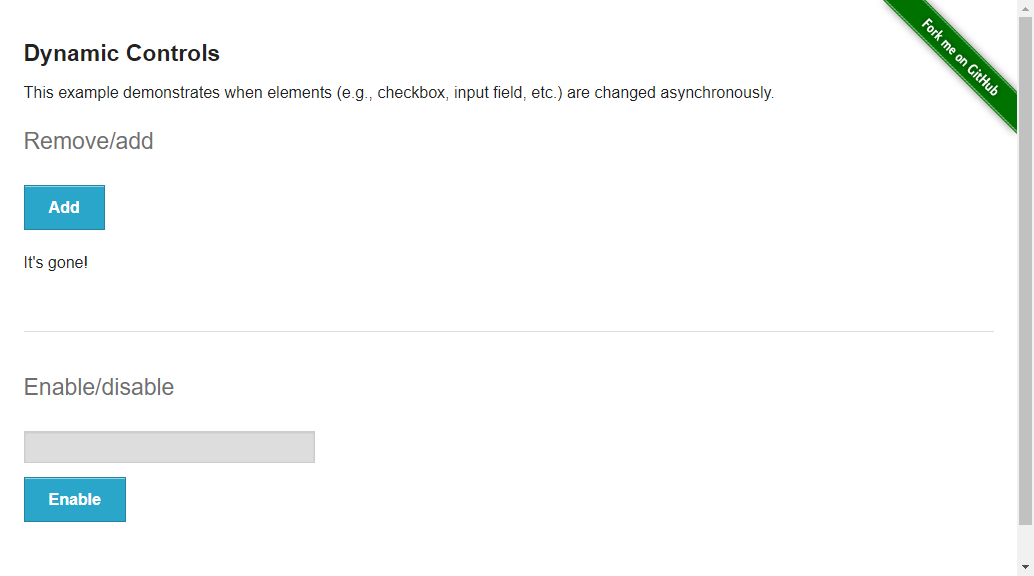 Fork me on GitHub
Dynamic Controls
This example demonstrates when elements (e.g., checkbox, input field, etc.) are changed asynchronously.
Remove/add
Add
It's gone!
Enable/disable
Enable